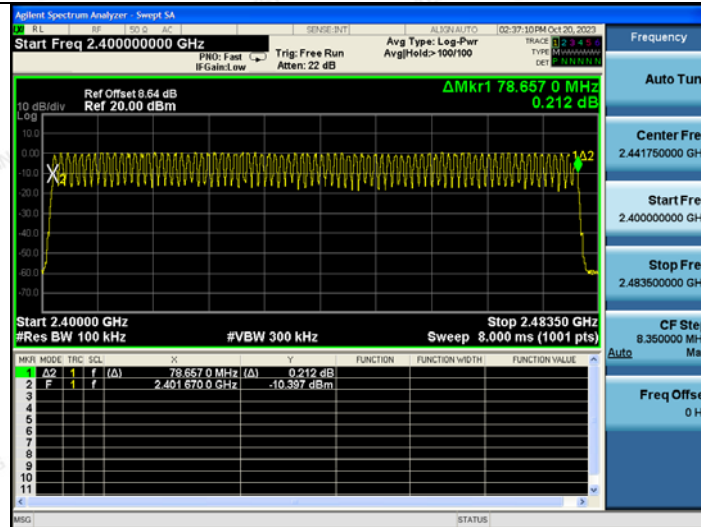 Agilent Spectrum Analyzer - Swept SA
RL RF 50 Ω AC SENSE:INT ALIGNAUTO 02:37:10 PM Oct 20, 2023
Start Freq 2.400000000 GHz
PNO: Fast
IFGain:Low
Trig: Free Run
Atten: 22 dB
Avg Type: Log-Pwr
Avg|Hold:>100/100
TRACE 1 2 3 4 5 6
TYPE M
DET P N N N N N
Frequency
Ref Offset 8.64 dB
Ref 20.00 dBm
ΔMkr1 78.657 0 MHz
0.212 dB
10 dB/div
Log
10.0
0.00
-10.0
-20.0
-30.0
-40.0
-50.0
-60.0
-70.0
1Δ2
2
Start 2.40000 GHz
Stop 2.48350 GHz
#Res BW 100 kHz
#VBW 300 kHz
Sweep 8.000 ms (1001 pts)
MKR MODE TRC SCL X Y FUNCTION FUNCTION WIDTH FUNCTION VALUE
1 Δ2 1 f (Δ) 78.657 0 MHz (Δ) 0.212 dB
2 F 1 f 2.401 670 0 GHz -10.397 dBm
3
4
5
6
7
8
9
10
11
MSG
STATUS
Auto Tun
Center Fre
2.441750000 GH
Start Fre
2.400000000 GH
Stop Fre
2.483500000 GH
CF Ste
8.350000 MH
Auto Ma
Freq Offse
0 H